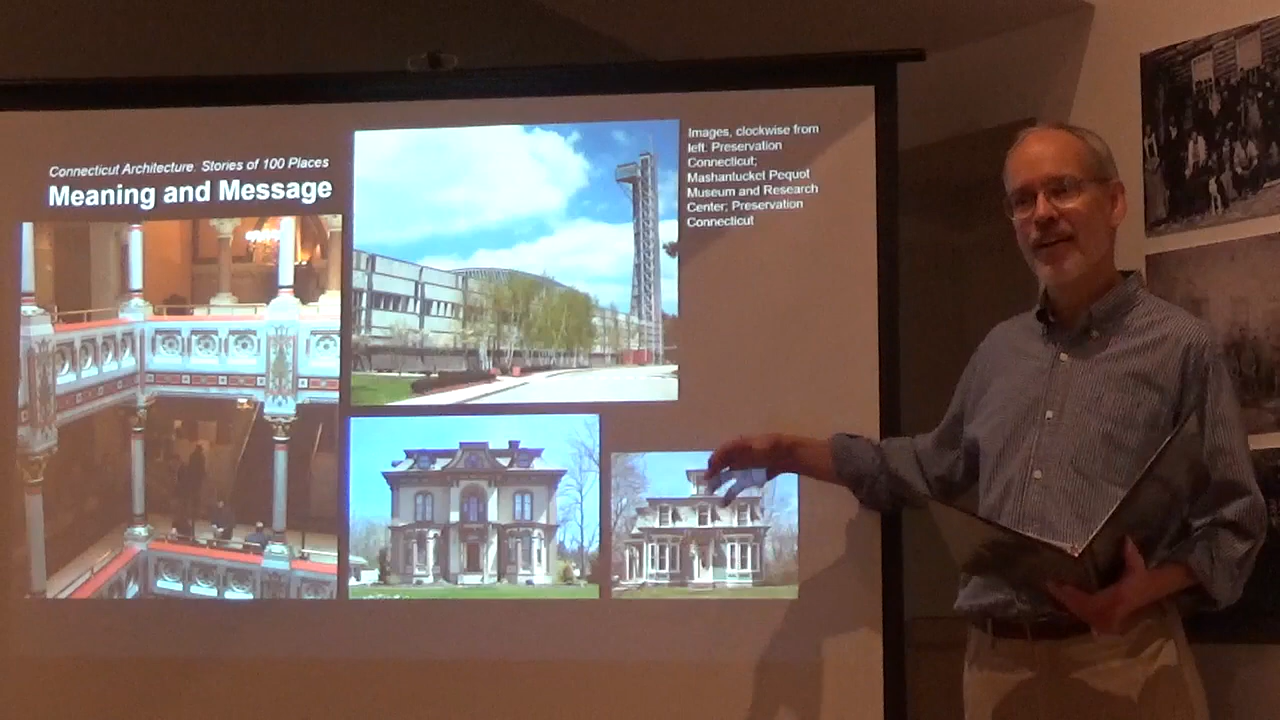 Connecticut Architecture: Stories of 100 Places
Meaning and Message
Images, clockwise from
left: Preservation
Connecticut;
Mashantucket Pequot
Museum and Research
Center; Preservation
Connecticut